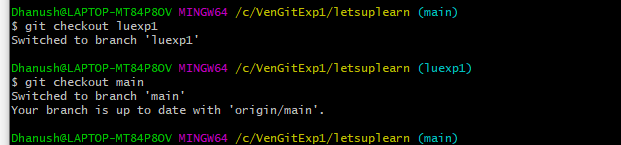 Dhanush@LAPTOP-MT84P8OV MINGW64 /c/VenGitExp1/letsuplearn (main)
$ git checkout luexp1
Switched to branch 'luexp1'
Dhanush@LAPTOP-MT84P8OV MINGW64 /c/VenGitExp1/letsuplearn (luexp1)
$ git checkout main
Switched to branch 'main'
Your branch is up to date with 'origin/main'.
Dhanush@LAPTOP-MT84P8OV MINGW64 /c/VenGitExp1/letsuplearn (main)